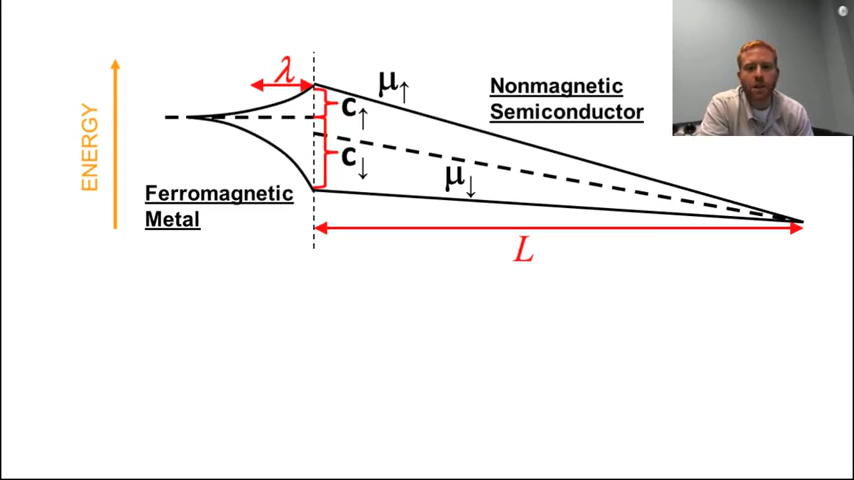 ENERGY
λ
μ↑
c↑
c↓
μ↓
Nonmagnetic
Semiconductor
Ferromagnetic
Metal
L